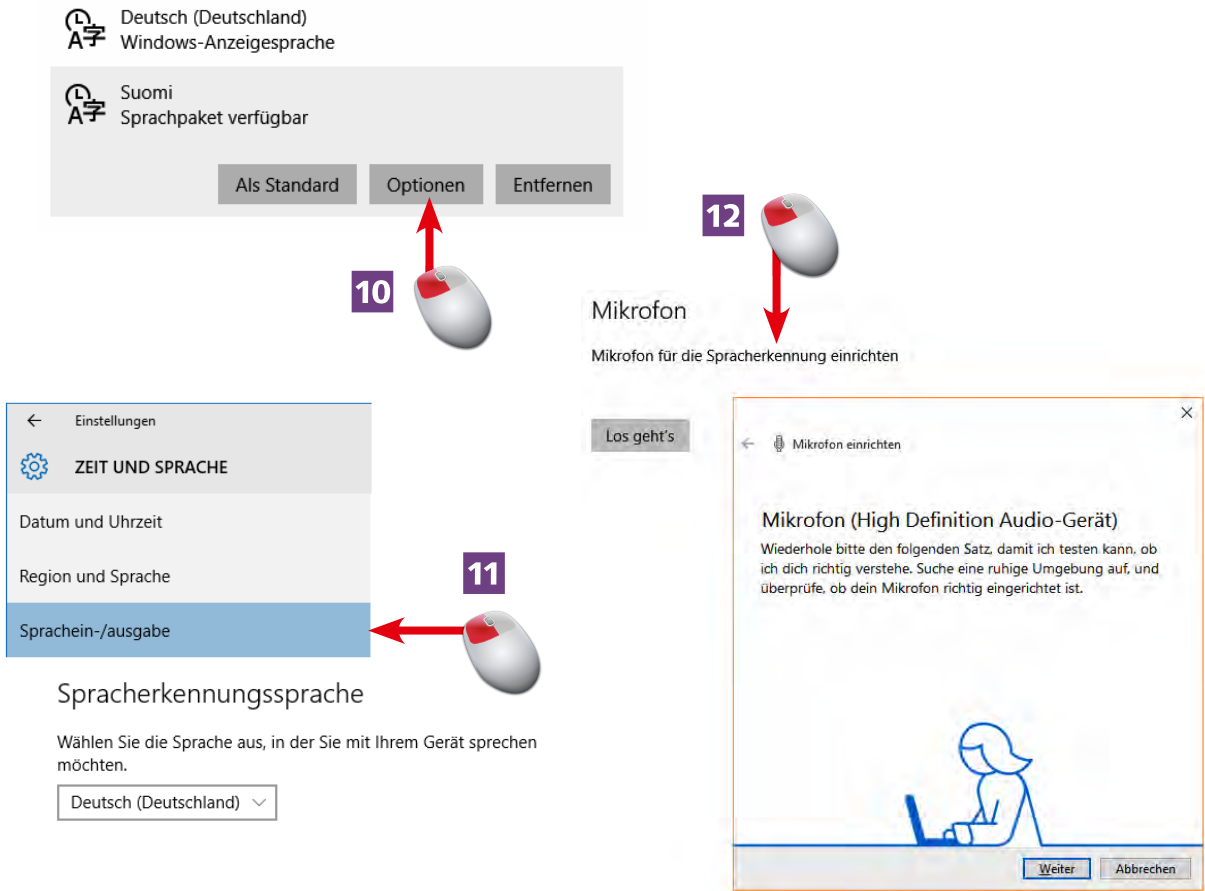 Deutsch (Deutschland)
Windows-Anzeigesprache
Suomi
Sprachpaket verfügbar
Als Standard
Optionen
Entfernen
10
12
Mikrofon
Mikrofon für die Spracherkennung einrichten
Los geht's
Einstellungen
ZEIT UND SPRACHE
Datum und Uhrzeit
Region und Sprache
Sprachein-/ausgabe
11
Spracherkennungssprache
Wählen Sie die Sprache aus, in der Sie mit Ihrem Gerät sprechen
möchten.
Deutsch (Deutschland)
Mikrofon einrichten
Mikrofon (High Definition Audio-Gerät)
Wiederhole bitte den folgenden Satz, damit ich testen kann, ob
ich dich richtig verstehe. Suche eine ruhige Umgebung auf, und
überprüfe, ob dein Mikrofon richtig eingerichtet ist.
Weiter
Abbrechen